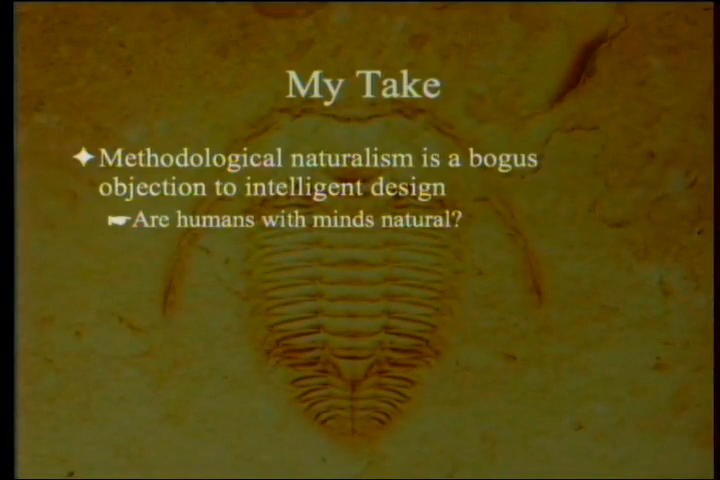 My Take
Methodological naturalism is a bogus
objection to intelligent design
Are humans with minds natural?